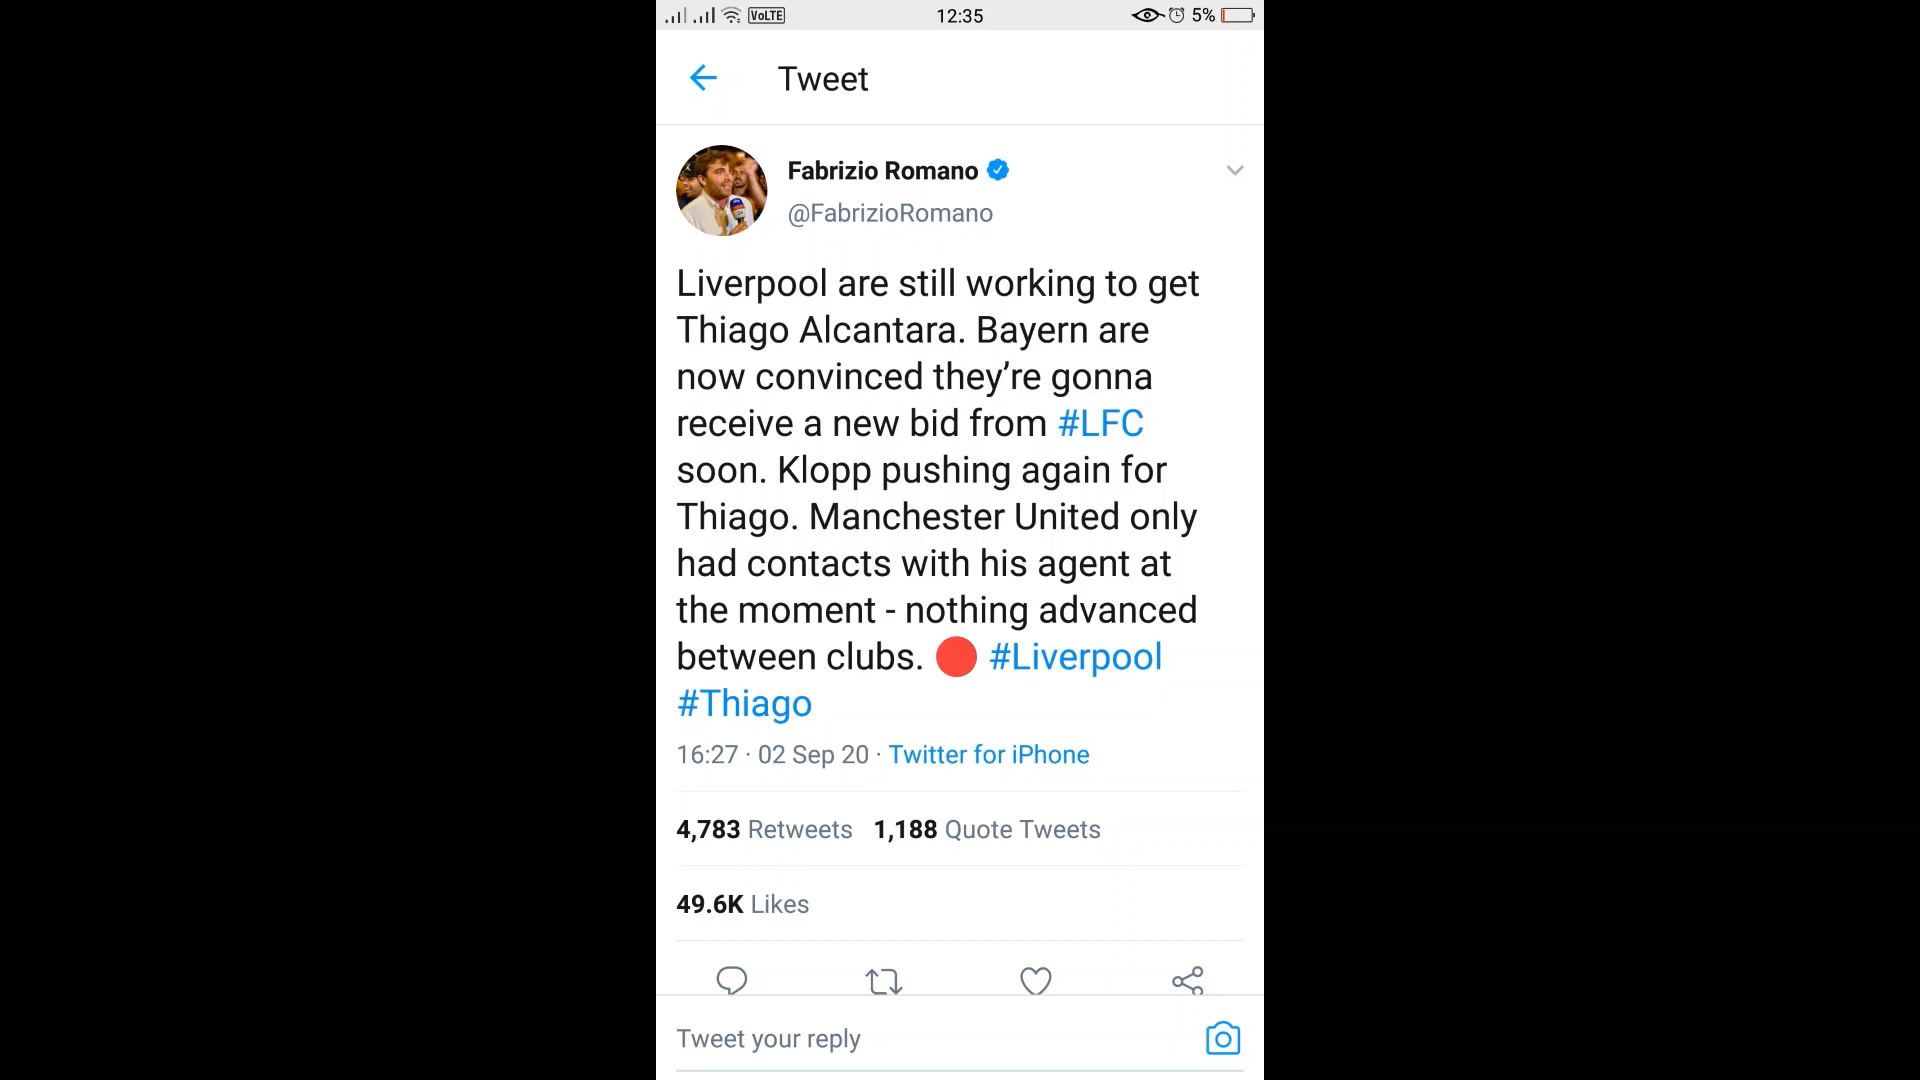 VoLTE 12:35 5%
Tweet
Fabrizio Romano
@FabrizioRomano
Liverpool are still working to get
Thiago Alcantara. Bayern are
now convinced they’re gonna
receive a new bid from #LFC
soon. Klopp pushing again for
Thiago. Manchester United only
had contacts with his agent at
the moment - nothing advanced
between clubs. 🔴 #Liverpool
#Thiago
16:27 · 02 Sep 20 · Twitter for iPhone
4,783 Retweets 1,188 Quote Tweets
49.6K Likes
Tweet your reply